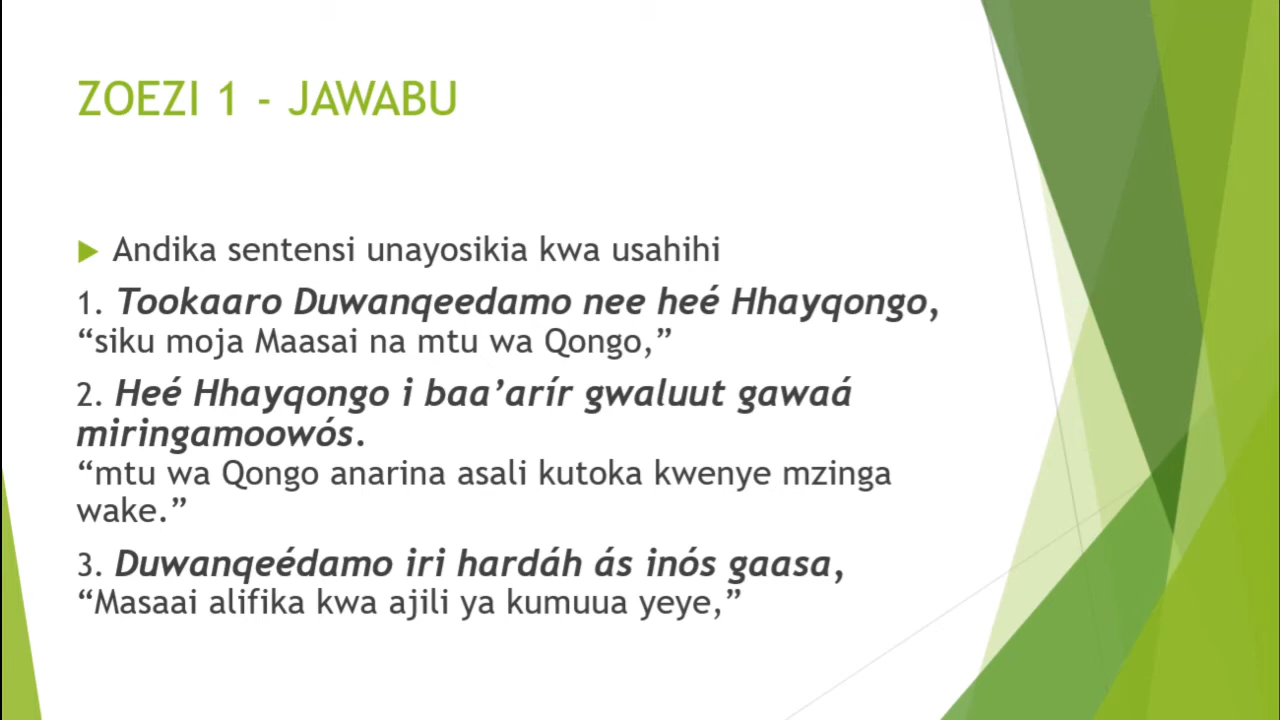 ZOEZI 1 - JAWABU
Andika sentensi unayosikia kwa usahihi
1. Tookaaro Duwanqeedamo nee heé Hhayqongo,
“siku moja Maasai na mtu wa Qongo,”
2. Heé Hhayqongo i baa’arír gwaluut gawaá
miringamoowós.
“mtu wa Qongo anarina asali kutoka kwenye mzinga
wake.”
3. Duwanqeédamo iri hardáh ás inós gaasa,
“Masaai alifika kwa ajili ya kumuua yeye,”